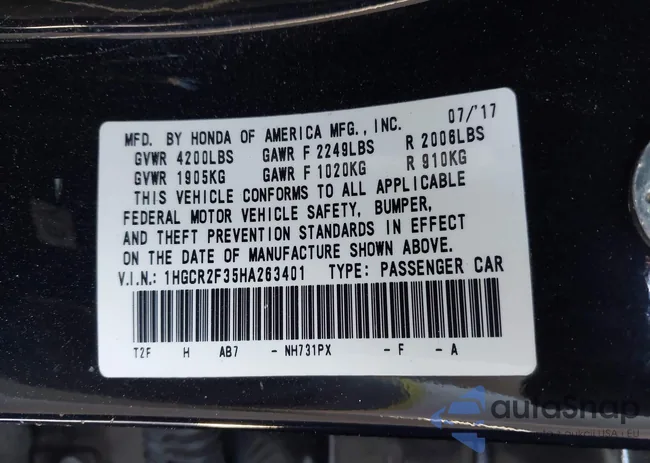 07/'17
MFD. BY HONDA OF AMERICA MFG., INC.
GVWR 4200LBS GAWR F 2249LBS R 2006LBS
GVWR 1905KG GAWR F 1020KG R 910KG
THIS VEHICLE CONFORMS TO ALL APPLICABLE
FEDERAL MOTOR VEHICLE SAFETY, BUMPER,
AND THEFT PREVENTION STANDARDS IN EFFECT
ON THE DATE OF MANUFACTURE SHOWN ABOVE.
V.I.N.: 1HGCR2F35HA263401 TYPE: PASSENGER CAR
T2F H AB7 - NH731PX - F - A
autoSnap
USA | EU